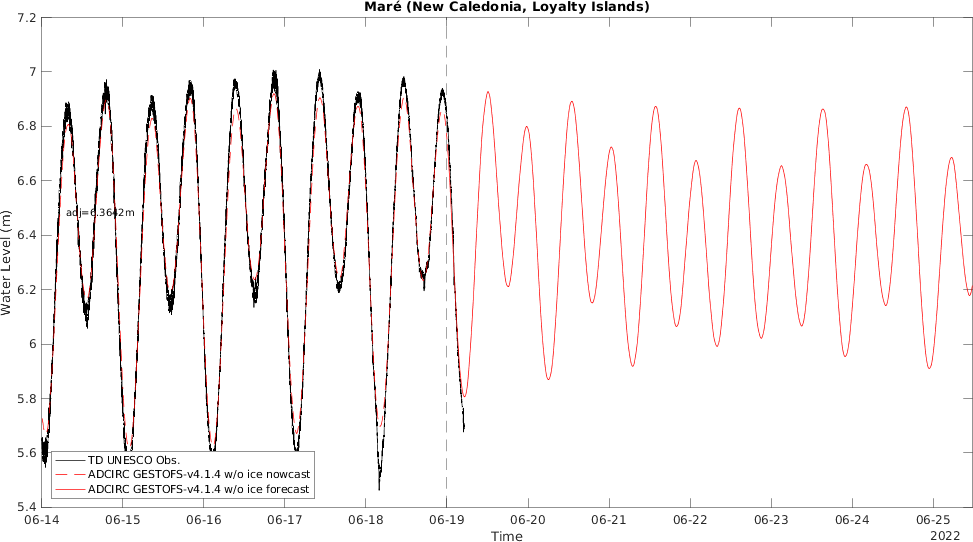 Maré (New Caledonia, Loyalty Islands)
7.2
7
6.8
6.6
6.4
6.2
6
5.8
5.6
5.4
Water Level (m)
adj=6.3642m
TD UNESCO Obs.
ADCIRC GESTOFS-v4.1.4 w/o ice nowcast
ADCIRC GESTOFS-v4.1.4 w/o ice forecast
06-14 06-15 06-16 06-17 06-18 06-19 06-20 06-21 06-22 06-23 06-24 06-25
Time
2022